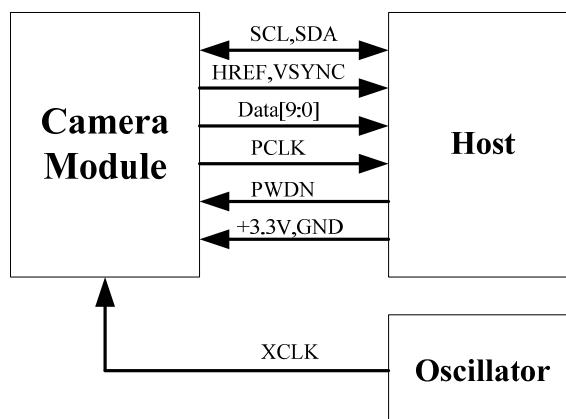 SCL,SDA
HREF,VSYNC
Data[9:0]
PCLK
PWDN
+3.3V,GND
Camera
Module
Host
XCLK
Oscillator